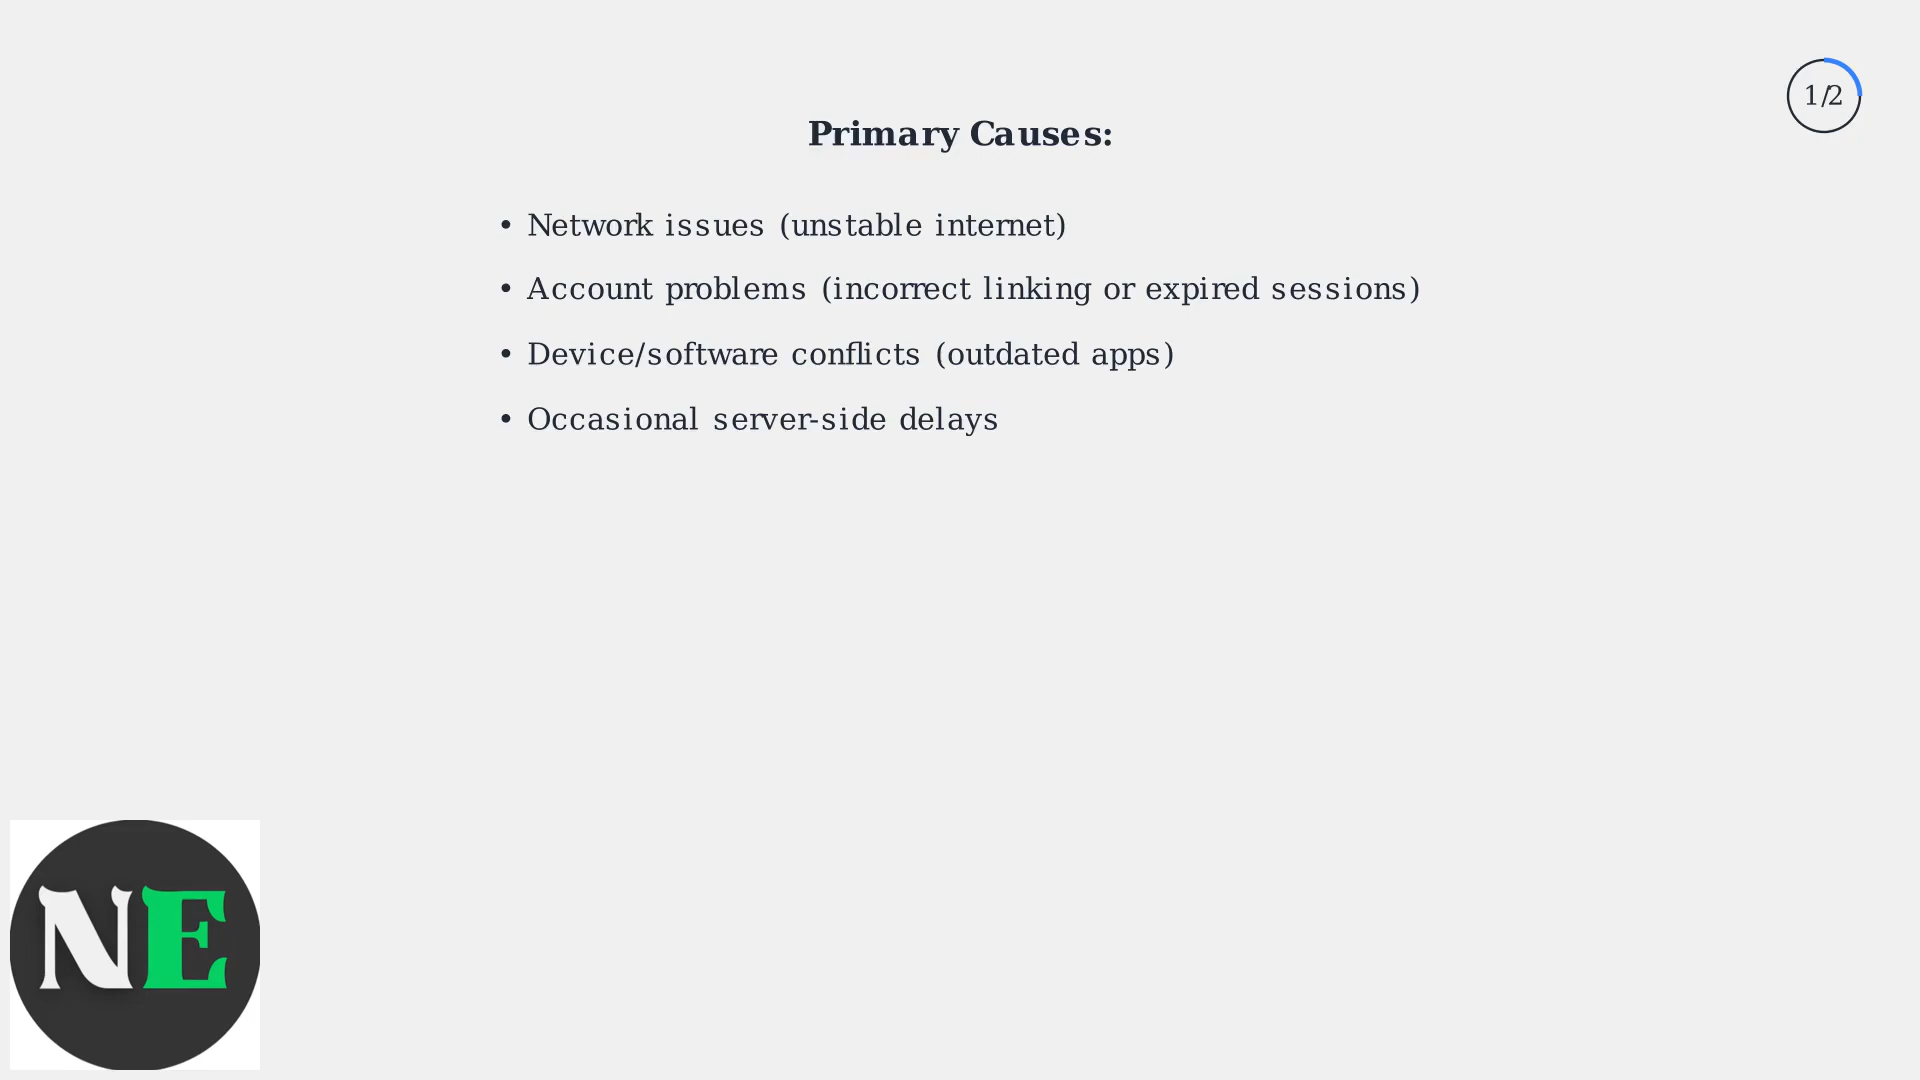 1/2
Primary Causes:
• Network issues (unstable internet)
• Account problems (incorrect linking or expired sessions)
• Device/software conflicts (outdated apps)
• Occasional server-side delays
NE